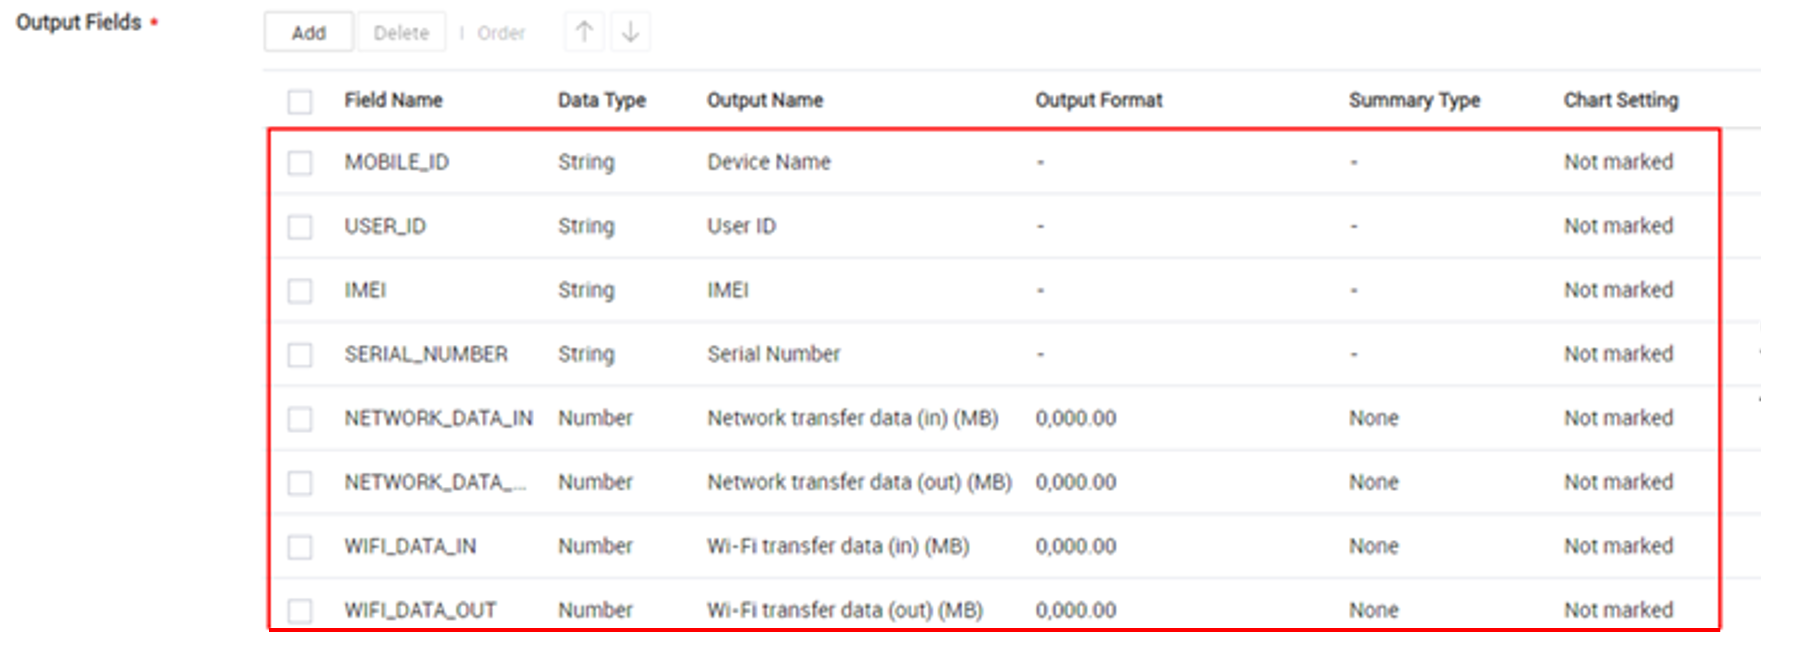 Output Fields *
Add Delete | Order ↑ ↓
Field Name Data Type Output Name Output Format Summary Type Chart Setting
MOBILE_ID String Device Name - - Not marked
USER_ID String User ID - - Not marked
IMEI String IMEI - - Not marked
SERIAL_NUMBER String Serial Number - - Not marked
NETWORK_DATA_IN Number Network transfer data (in) (MB) 0,000.00 None Not marked
NETWORK_DATA_... Number Network transfer data (out) (MB) 0,000.00 None Not marked
WIFI_DATA_IN Number Wi-Fi transfer data (in) (MB) 0,000.00 None Not marked
WIFI_DATA_OUT Number Wi-Fi transfer data (out) (MB) 0,000.00 None Not marked